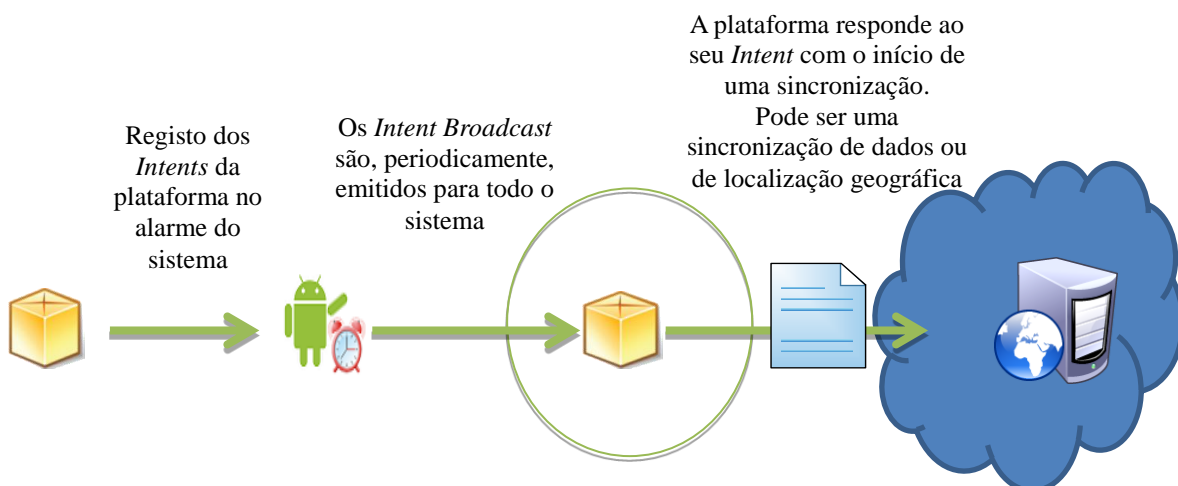 Registo dos
Intents da
plataforma no
alarme do
sistema
Os Intent Broadcast
são, periodicamente,
emitidos para todo o
sistema
A plataforma responde ao
seu Intent com o início de
uma sincronização.
Pode ser uma
sincronização de dados ou
de localização geográfica